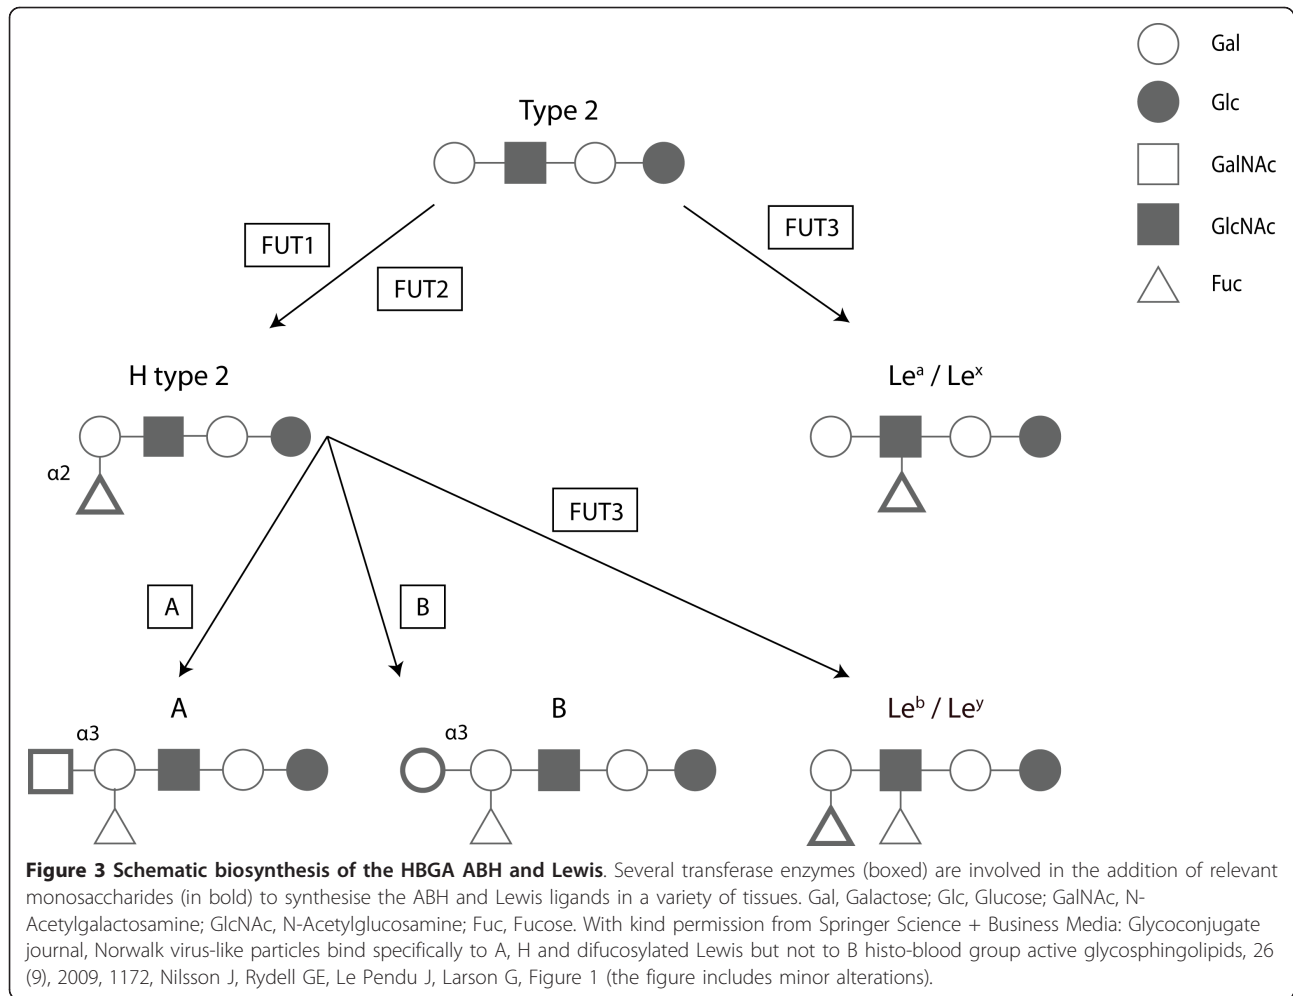 Gal
Glc
GalNAc
GlcNAc
Fuc
Type 2
FUT1
FUT2
FUT3
H type 2
α2
Leᵃ / Leˣ
FUT3
A
B
A
α3
B
α3
Leᵇ / Leʸ
Figure 3 Schematic biosynthesis of the HBGA ABH and Lewis. Several transferase enzymes (boxed) are involved in the addition of relevant
monosaccharides (in bold) to synthesise the ABH and Lewis ligands in a variety of tissues. Gal, Galactose; Glc, Glucose; GalNAc, N-
Acetylgalactosamine; GlcNAc, N-Acetylglucosamine; Fuc, Fucose. With kind permission from Springer Science + Business Media: Glycoconjugate
journal, Norwalk virus-like particles bind specifically to A, H and difucosylated Lewis but not to B histo-blood group active glycosphingolipids, 26
(9), 2009, 1172, Nilsson J, Rydell GE, Le Pendu J, Larson G, Figure 1 (the figure includes minor alterations).